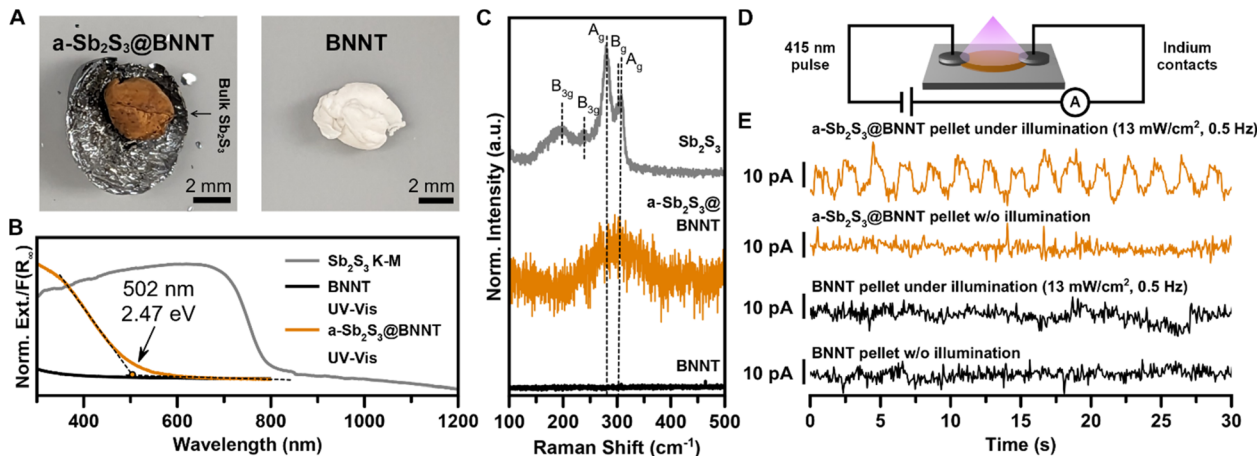 A
a-Sb₂S₃@BNNT
Bulk Sb₂S₃
2 mm
BNNT
2 mm
B
Norm. Ext./F(R∞)
502 nm
2.47 eV
Sb₂S₃ K-M
BNNT
UV-Vis
a-Sb₂S₃@BNNT
UV-Vis
400 600 800 1000 1200
Wavelength (nm)
C
Norm. Intensity (a.u.)
Ag
Bg
Ag
B3g
B3g
Sb₂S₃
a-Sb₂S₃@
BNNT
BNNT
100 200 300 400 500
Raman Shift (cm⁻¹)
D
415 nm
pulse
Indium
contacts
A
E
a-Sb₂S₃@BNNT pellet under illumination (13 mW/cm², 0.5 Hz)
10 pA
a-Sb₂S₃@BNNT pellet w/o illumination
10 pA
BNNT pellet under illumination (13 mW/cm², 0.5 Hz)
10 pA
BNNT pellet w/o illumination
10 pA
0 5 10 15 20 25 30
Time (s)